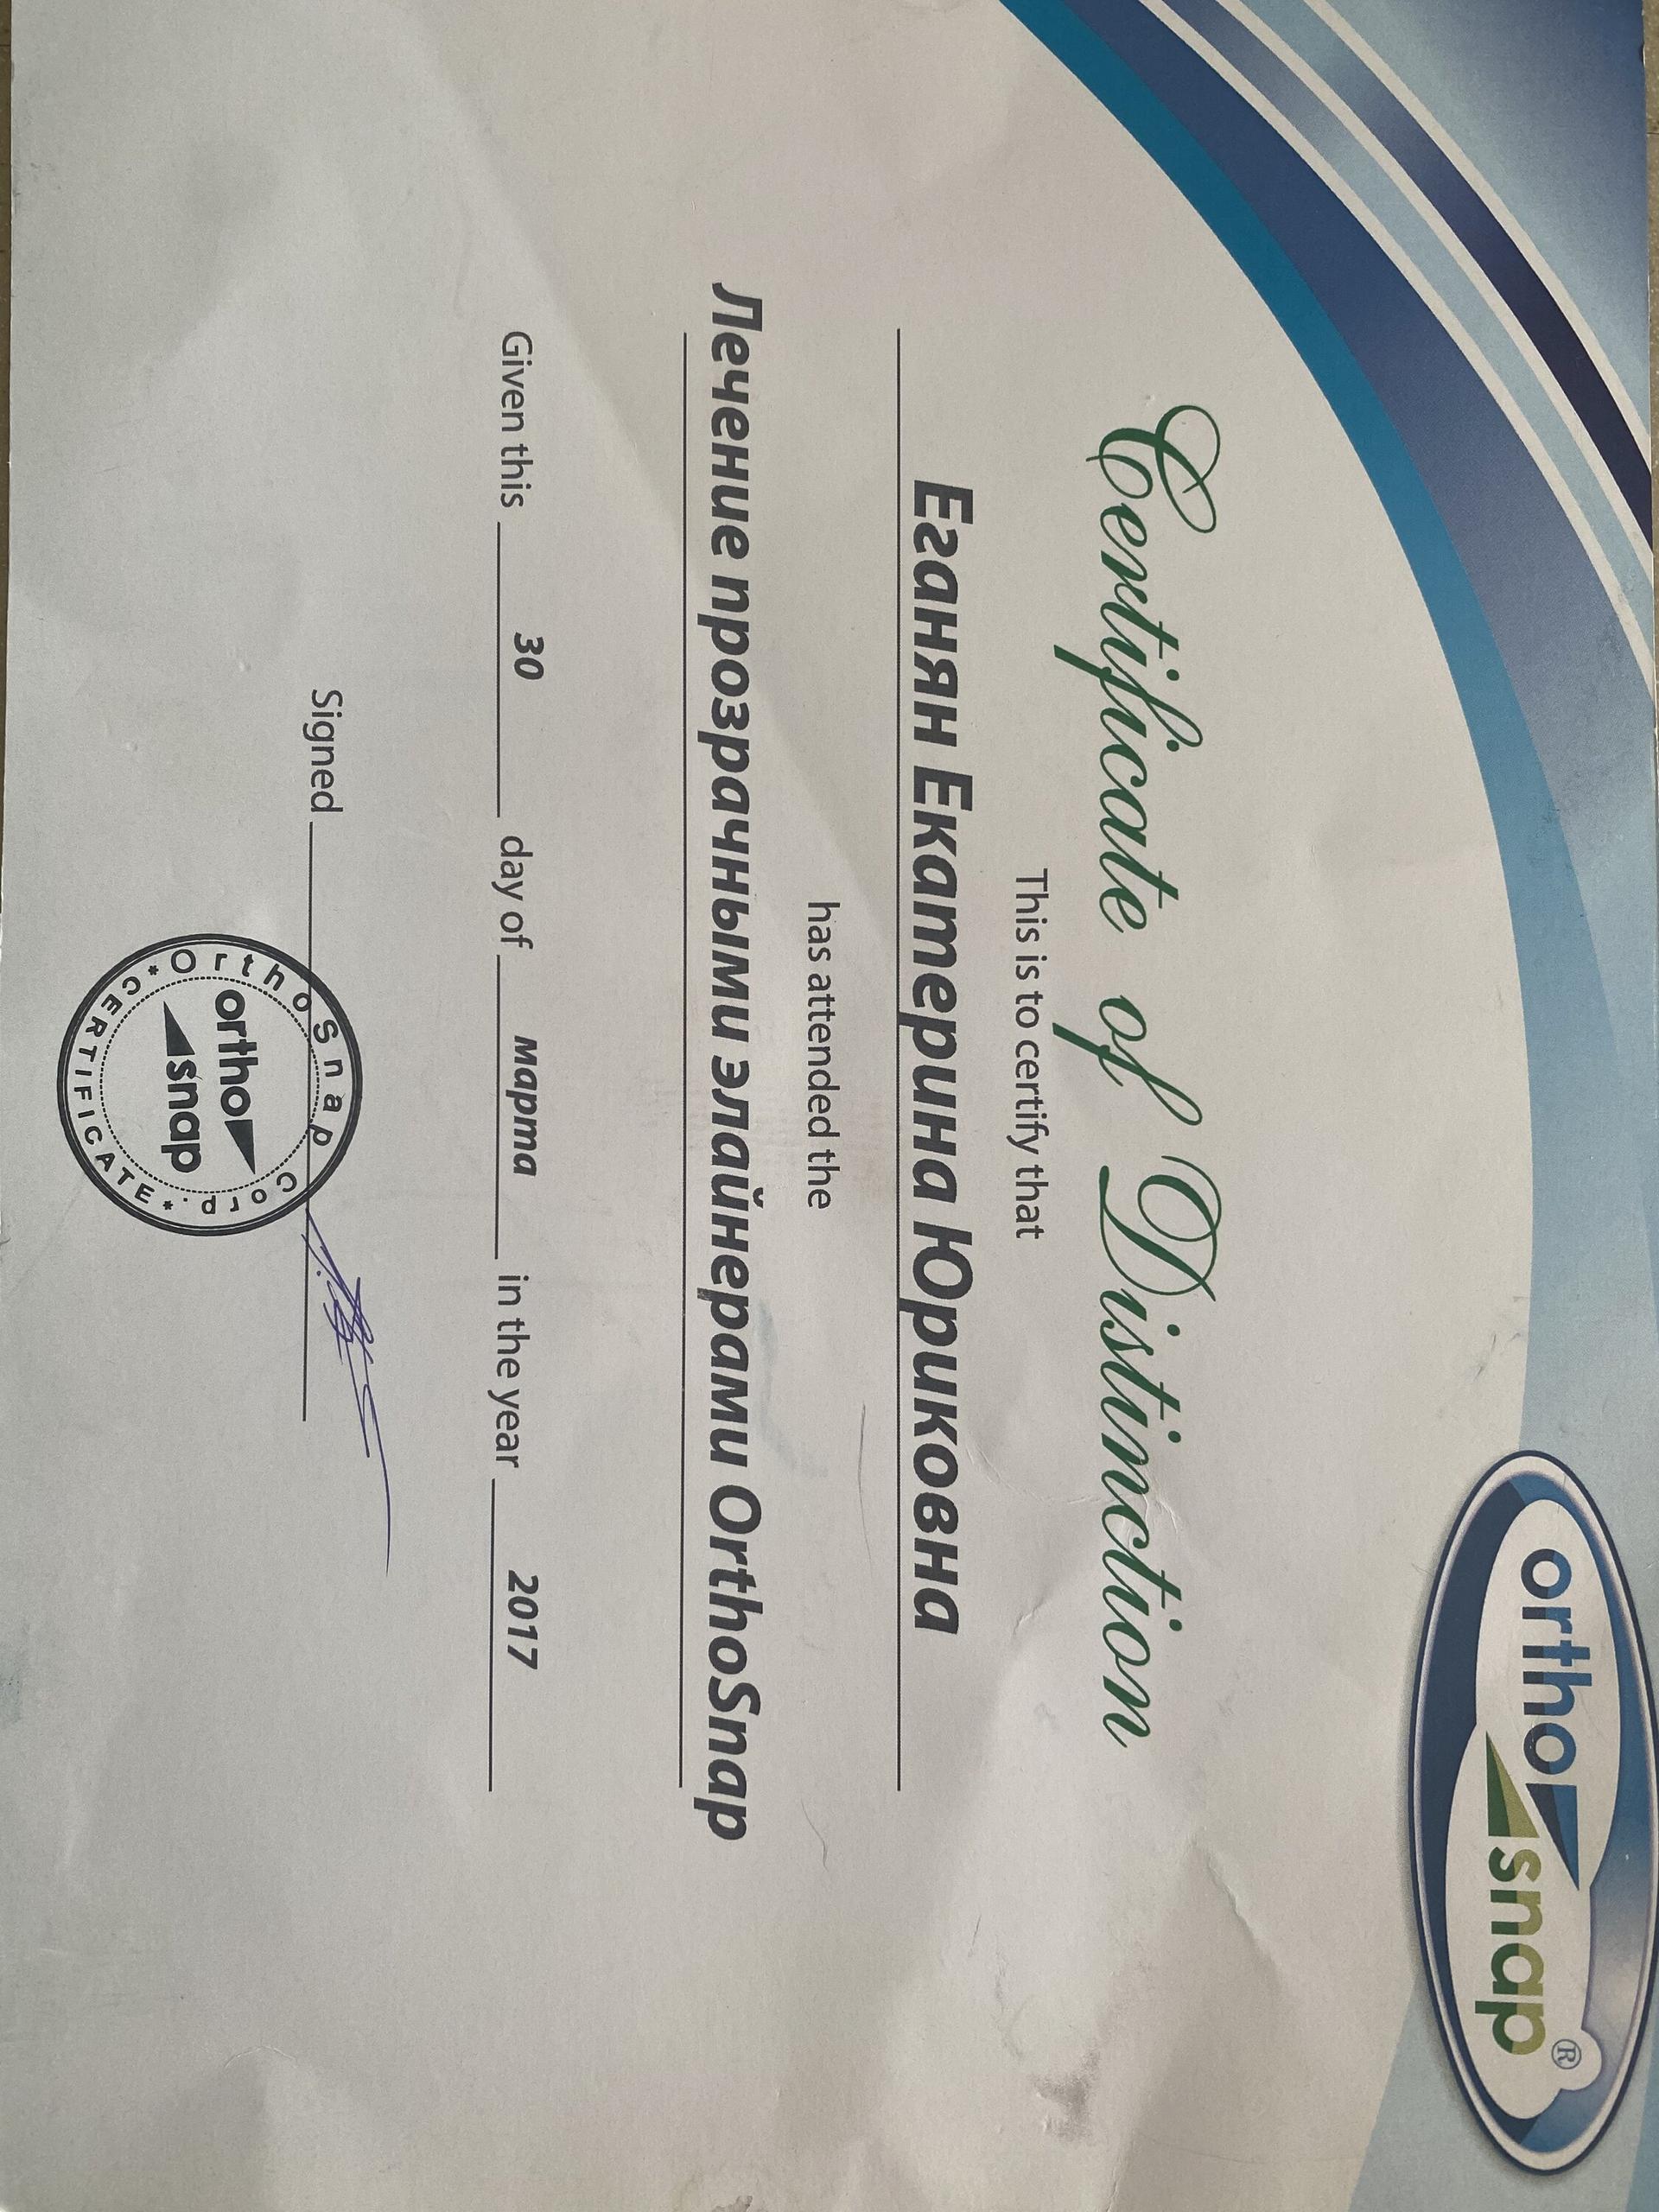 ortho
snap®
Certificate of Distinction
This is to certify that
Еганян Екатерина Юриковна
has attended the
Лечение прозрачными элайнерами OrthoSnap
Given this 30 day of марта in the year 2017
Signed
OrthoSnap Corp.
ortho
snap
*CERTIFICATE*